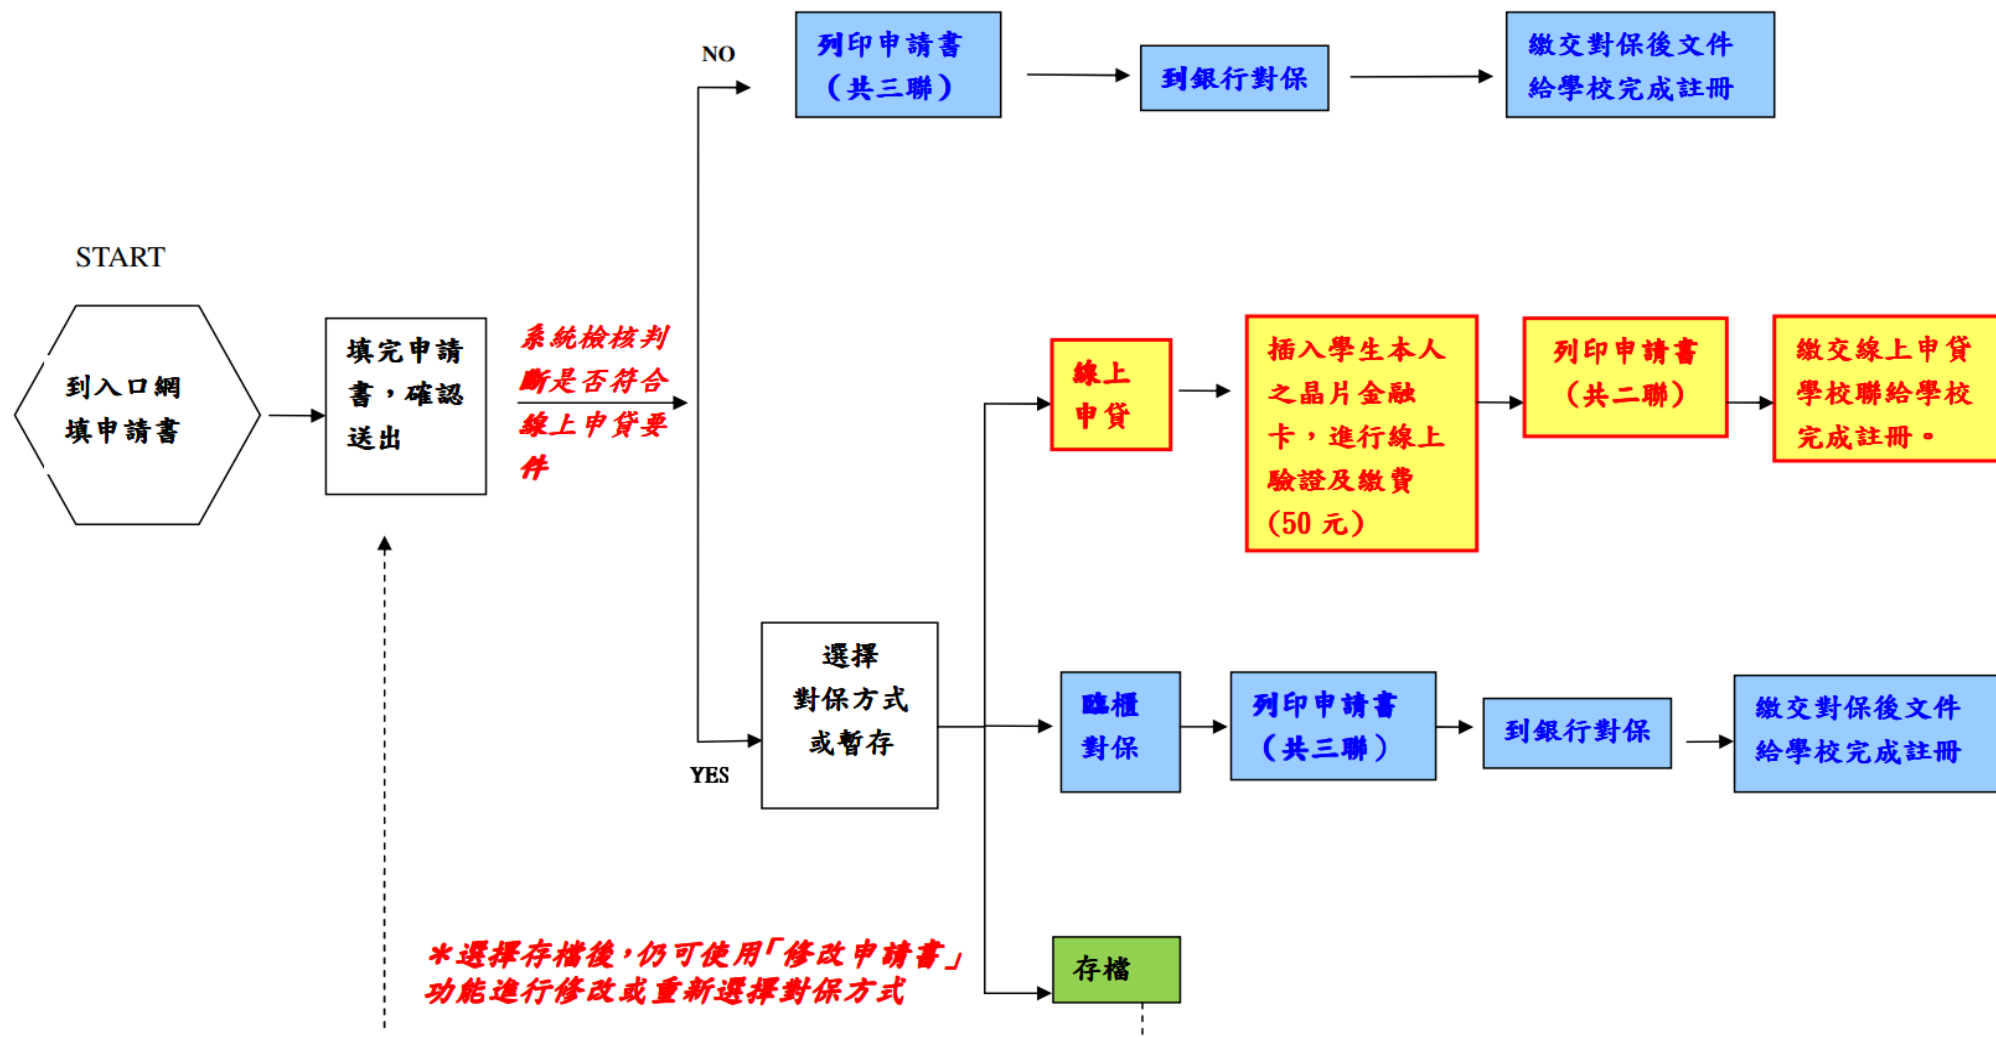 NO
列印申請書
（共三聯）
到銀行對保
繳交對保後文件
給學校完成註冊
START
到入口網
填申請書
填完申請
書，確認
送出
系統檢核判
斷是否符合
線上申貸要
件
線上
申貸
插入學生本人
之晶片金融
卡，進行線上
驗證及繳費
(50 元)
列印申請書
（共二聯）
繳交線上申貸
學校聯給學校
完成註冊。
YES
選擇
對保方式
或暫存
臨櫃
對保
列印申請書
（共三聯）
到銀行對保
繳交對保後文件
給學校完成註冊
＊選擇存檔後，仍可使用「修改申請書」
功能進行修改或重新選擇對保方式
存檔